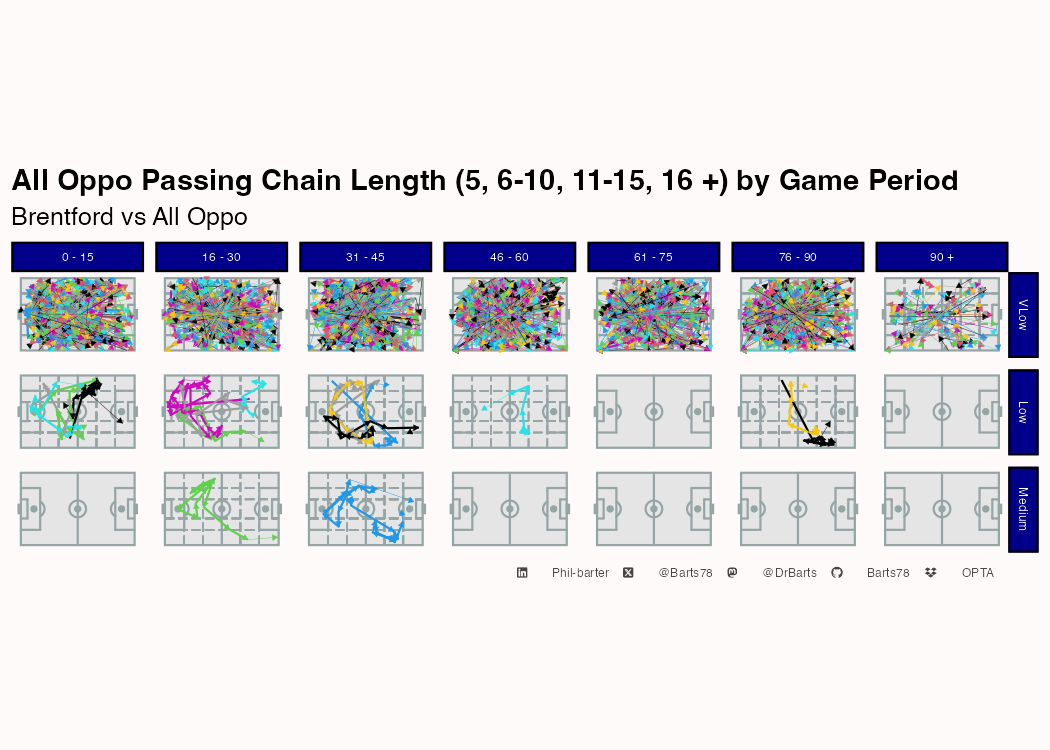 All Oppo Passing Chain Length (5, 6-10, 11-15, 16 +) by Game Period
Brentford vs All Oppo
0 - 15
16 - 30
31 - 45
46 - 60
61 - 75
76 - 90
90 +
VLow
Low
Medium
Phil-barter @Barts78 @DrBarts Barts78 OPTA